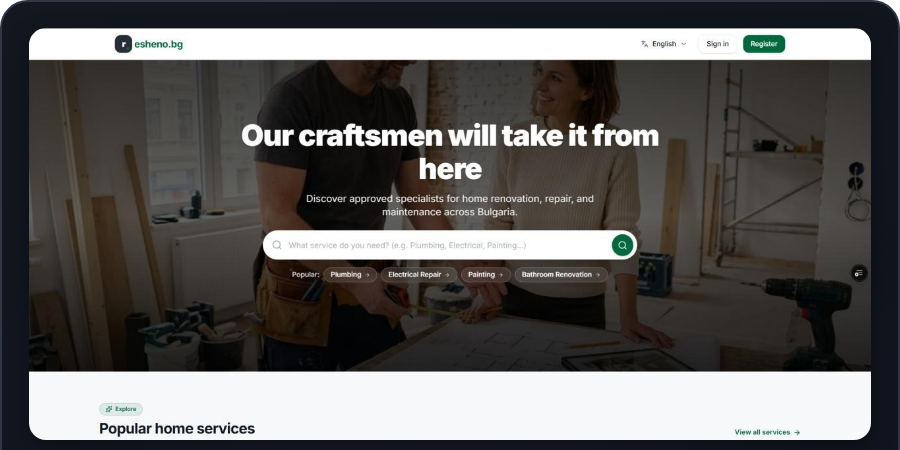 r esheno.bg
English
Sign in
Register
Our craftsmen will take it from
here
Discover approved specialists for home renovation, repair, and
maintenance across Bulgaria.
What service do you need? (e.g. Plumbing, Electrical, Painting...)
Popular: Plumbing → Electrical Repair → Painting → Bathroom Renovation →
Explore
Popular home services
View all services →